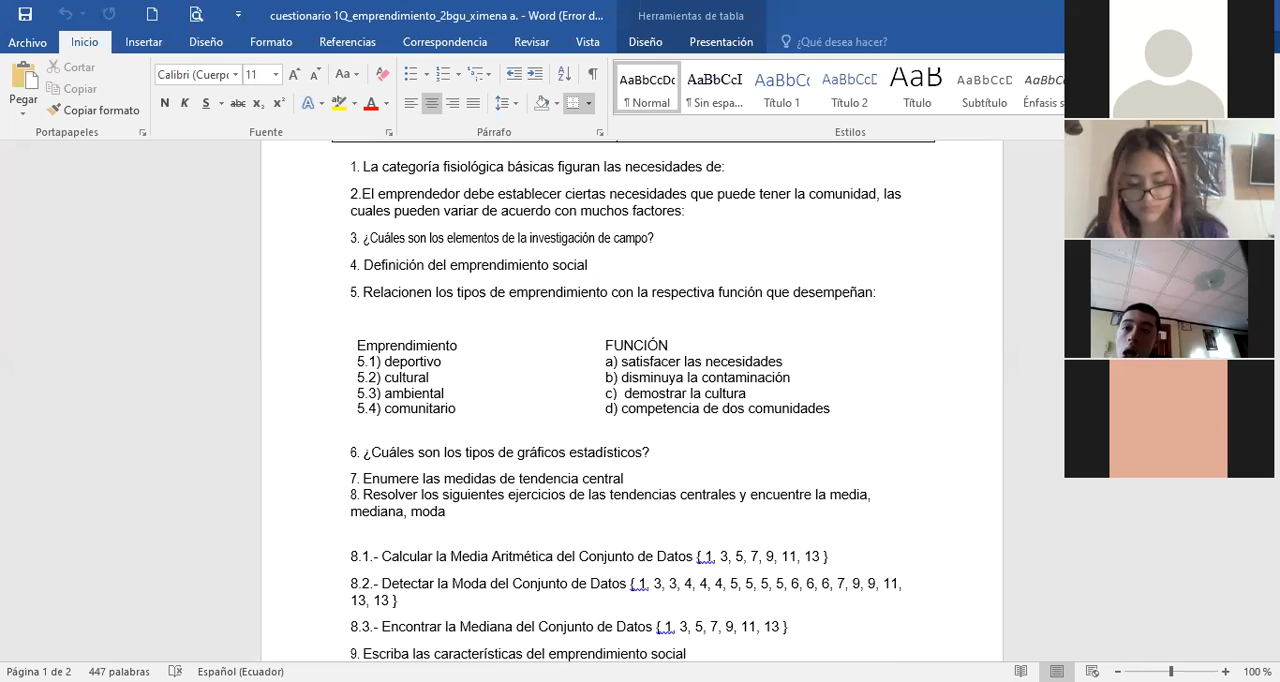 cuestionario 1Q_emprendimiento_2bgu_ximena a. - Word (Error d...
Herramientas de tabla
Archivo Inicio Insertar Diseño Formato Referencias Correspondencia Revisar Vista Diseño Presentación ¿Qué desea hacer?
Pegar
Cortar
Copiar
Copiar formato
Portapapeles
Calibri (Cuerpo 11
Fuente
Párrafo
AaBbCcDc AaBbCcI AaBbCc AaBbCcD AaB AaBbCcD AaBbCc
¶ Normal ¶ Sin espa... Título 1 Título 2 Título Subtítulo Énfasis s
Estilos
1. La categoría fisiológica básicas figuran las necesidades de:
2.El emprendedor debe establecer ciertas necesidades que puede tener la comunidad, las
cuales pueden variar de acuerdo con muchos factores:
3. ¿Cuáles son los elementos de la investigación de campo?
4. Definición del emprendimiento social
5. Relacionen los tipos de emprendimiento con la respectiva función que desempeñan:
Emprendimiento FUNCIÓN
5.1) deportivo a) satisfacer las necesidades
5.2) cultural b) disminuya la contaminación
5.3) ambiental c) demostrar la cultura
5.4) comunitario d) competencia de dos comunidades
6. ¿Cuáles son los tipos de gráficos estadísticos?
7. Enumere las medidas de tendencia central
8. Resolver los siguientes ejercicios de las tendencias centrales y encuentre la media,
mediana, moda
8.1.- Calcular la Media Aritmética del Conjunto de Datos { 1, 3, 5, 7, 9, 11, 13 }
8.2.- Detectar la Moda del Conjunto de Datos { 1, 3, 3, 4, 4, 4, 5, 5, 5, 5, 6, 6, 6, 7, 9, 9, 11,
13, 13 }
8.3.- Encontrar la Mediana del Conjunto de Datos { 1, 3, 5, 7, 9, 11, 13 }
9. Escriba las características del emprendimiento social
Página 1 de 2 447 palabras Español (Ecuador) 100 %